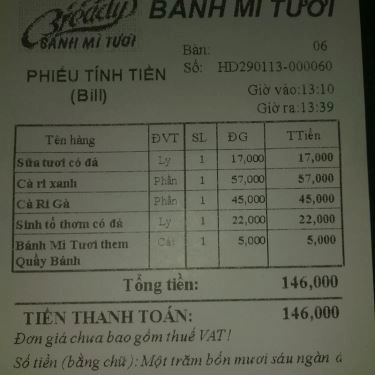 Bready BÁNH MÌ TƯƠI
BÁNH MÌ TƯƠI
Bàn: 06
PHIẾU TÍNH TIỀN Số: HD290113-000060
(Bill) Giờ vào:13:10
Giờ ra:13:39
Tên hàng ĐVT SL ĐG TTiền
Sữa tươi có đá Ly 1 17,000 17,000
Cà ri xanh Phần 1 57,000 57,000
Cà Ri Gà Phần 1 45,000 45,000
Sinh tố thơm có đá Ly 1 22,000 22,000
Bánh Mì Tươi them Cái 1 5,000 5,000
Quầy Bánh
Tổng tiền: 146,000
TIỀN THANH TOÁN: 146,000
Đơn giá chưa bao gồm thuế VAT!
Số tiền (bằng chữ): Một trăm bốn mươi sáu ngàn